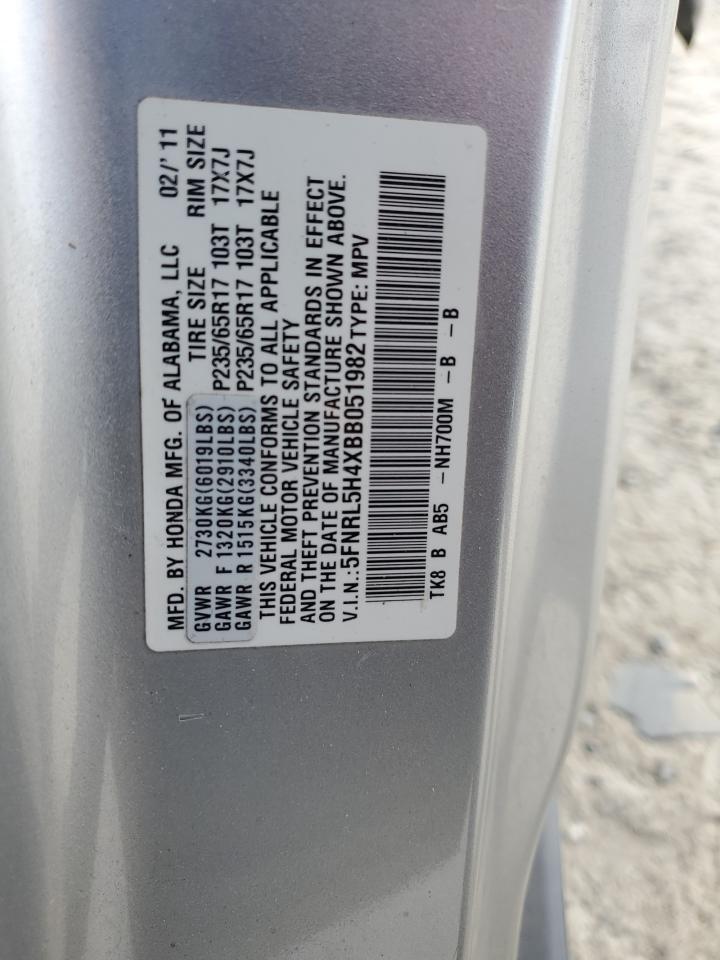 MFD. BY HONDA MFG. OF ALABAMA, LLC 02/' 11
TIRE SIZE RIM SIZE
GVWR 2730KG(6019LBS)
GAWR F 1320KG(2910LBS) P235/65R17 103T 17X7J
GAWR R 1515KG(3340LBS) P235/65R17 103T 17X7J
THIS VEHICLE CONFORMS TO ALL APPLICABLE
FEDERAL MOTOR VEHICLE SAFETY
AND THEFT PREVENTION STANDARDS IN EFFECT
ON THE DATE OF MANUFACTURE SHOWN ABOVE.
V.I.N.:5FNRL5H4XBB051982 TYPE: MPV
TK8 B AB5 -NH700M -B -B